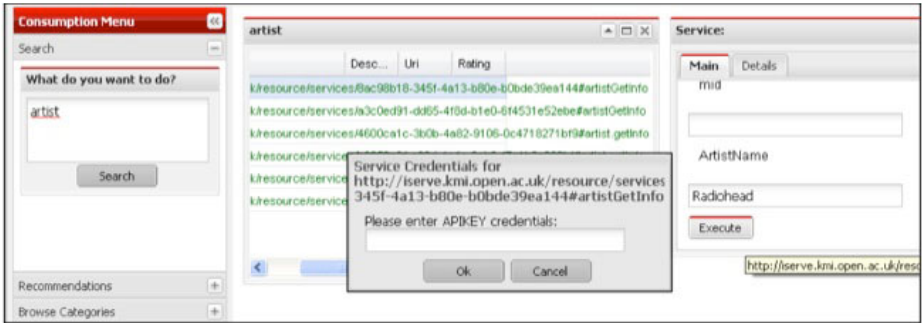 Consumption Menu
Search
What do you want to do?
artist
Search
Recommendations
Browse Categories
artist
Desc... Uri Rating
k/resource/services/8ac98b18-345f-4a13-b80e-b0bde39ea144#artistGetInfo
k/resource/services/a3c0ed91-dd65-4f8d-b1e0-6f4531e52ebe#artistGetInfo
k/resource/services/4600ca1c-3b0b-4a82-9106-0c4718271bf9#artist.getinfo
k/resource/service
k/resource/service
Service Credentials for
http://iserve.kmi.open.ac.uk/resource/services
345f-4a13-b80e-b0bde39ea144#artistGetInfo
Please enter APIKEY credentials:
Ok Cancel
Service:
Main Details
mid
ArtistName
Radiohead
Execute
http://iserve.kmi.open.ac.uk/reso